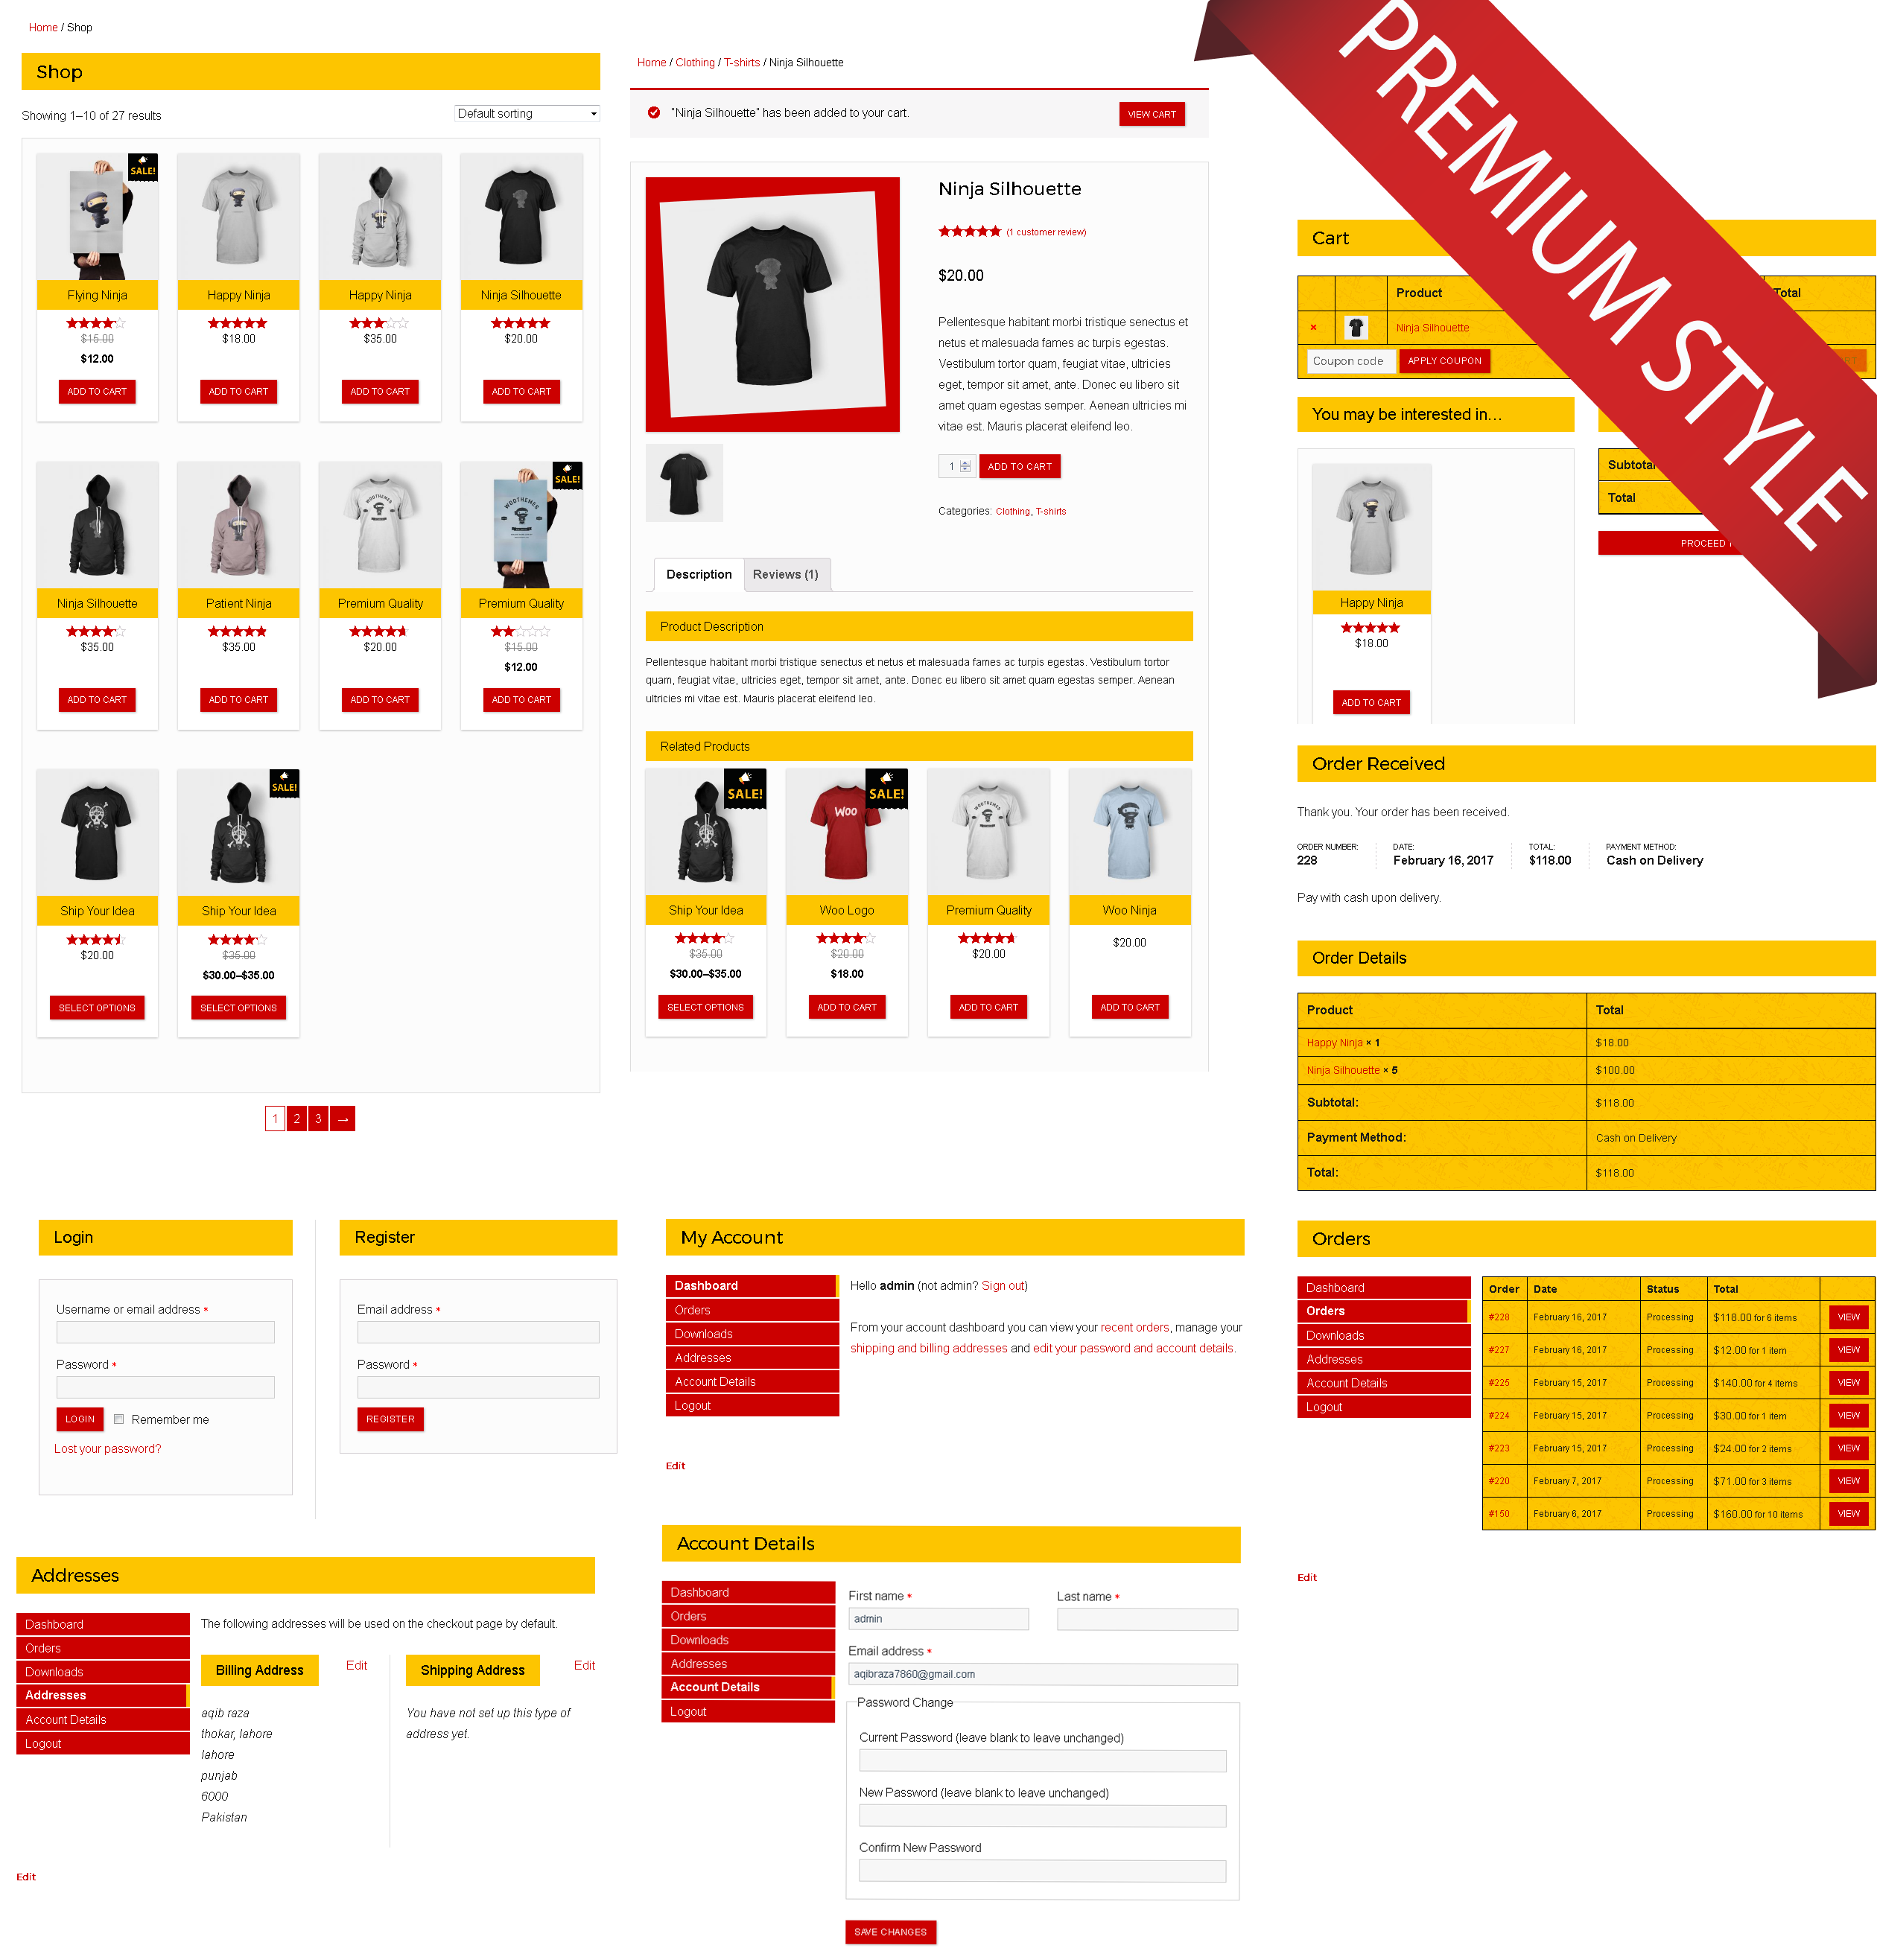 Home / Shop
Shop
Showing 1–10 of 27 results
Default sorting
SALE!
Flying Ninja
Happy Ninja
Happy Ninja
Ninja Silhouette
$15.00
$18.00
$35.00
$20.00
$12.00
ADD TO CART
ADD TO CART
ADD TO CART
ADD TO CART
SALE!
WOOTHEMES
WOOTHEMES
Ninja Silhouette
Patient Ninja
Premium Quality
Premium Quality
$35.00
$35.00
$20.00
$15.00
$12.00
ADD TO CART
ADD TO CART
ADD TO CART
ADD TO CART
SALE!
Ship Your Idea
Ship Your Idea
$20.00
$35.00
$30.00–$35.00
SELECT OPTIONS
SELECT OPTIONS
1
2
3
→
Home / Clothing / T-shirts / Ninja Silhouette
"Ninja Silhouette" has been added to your cart.
VIEW CART
Ninja Silhouette
(1 customer review)
$20.00
Pellentesque habitant morbi tristique senectus et
netus et malesuada fames ac turpis egestas.
Vestibulum tortor quam, feugiat vitae, ultricies
eget, tempor sit amet, ante. Donec eu libero sit
amet quam egestas semper. Aenean ultricies mi
vitae est. Mauris placerat eleifend leo.
1
ADD TO CART
Categories: Clothing, T-shirts
Description
Reviews (1)
Product Description
Pellentesque habitant morbi tristique senectus et netus et malesuada fames ac turpis egestas. Vestibulum tortor
quam, feugiat vitae, ultricies eget, tempor sit amet, ante. Donec eu libero sit amet quam egestas semper. Aenean
ultricies mi vitae est. Mauris placerat eleifend leo.
Related Products
SALE!
SALE!
WOO
WOOTHEMES
Ship Your Idea
Woo Logo
Premium Quality
Woo Ninja
$35.00
$20.00
$20.00
$20.00
$30.00–$35.00
$18.00
SELECT OPTIONS
ADD TO CART
ADD TO CART
ADD TO CART
PREMIUM STYLE
Cart
Product
Total
×
Ninja Silhouette
Coupon code
APPLY COUPON
You may be interested in…
Subtotal
Total
PROCEED
Happy Ninja
$18.00
ADD TO CART
Order Received
Thank you. Your order has been received.
ORDER NUMBER:
228
DATE:
February 16, 2017
TOTAL:
$118.00
PAYMENT METHOD:
Cash on Delivery
Pay with cash upon delivery.
Order Details
Product
Total
Happy Ninja × 1
$18.00
Ninja Silhouette × 5
$100.00
Subtotal:
$118.00
Payment Method:
Cash on Delivery
Total:
$118.00
Login
Username or email address *
Password *
LOGIN
Remember me
Lost your password?
Register
Email address *
Password *
REGISTER
My Account
Dashboard
Orders
Downloads
Addresses
Account Details
Logout
Hello admin (not admin? Sign out)
From your account dashboard you can view your recent orders, manage your
shipping and billing addresses and edit your password and account details.
Edit
Orders
Dashboard
Orders
Downloads
Addresses
Account Details
Logout
Order Date Status Total
#228 February 16, 2017 Processing $118.00 for 6 items VIEW
#227 February 16, 2017 Processing $12.00 for 1 item VIEW
#225 February 15, 2017 Processing $140.00 for 4 items VIEW
#224 February 15, 2017 Processing $30.00 for 1 item VIEW
#223 February 15, 2017 Processing $24.00 for 2 items VIEW
#220 February 7, 2017 Processing $71.00 for 3 items VIEW
#150 February 6, 2017 Processing $160.00 for 10 items VIEW
Edit
Addresses
Dashboard
Orders
Downloads
Addresses
Account Details
Logout
The following addresses will be used on the checkout page by default.
Billing Address
Edit
aqib raza
thokar, lahore
lahore
punjab
6000
Pakistan
Shipping Address
Edit
You have not set up this type of
address yet.
Edit
Account Details
Dashboard
Orders
Downloads
Addresses
Account Details
Logout
First name *
admin
Last name *
Email address *
aqibraza7860@gmail.com
Password Change
Current Password (leave blank to leave unchanged)
New Password (leave blank to leave unchanged)
Confirm New Password
SAVE CHANGES